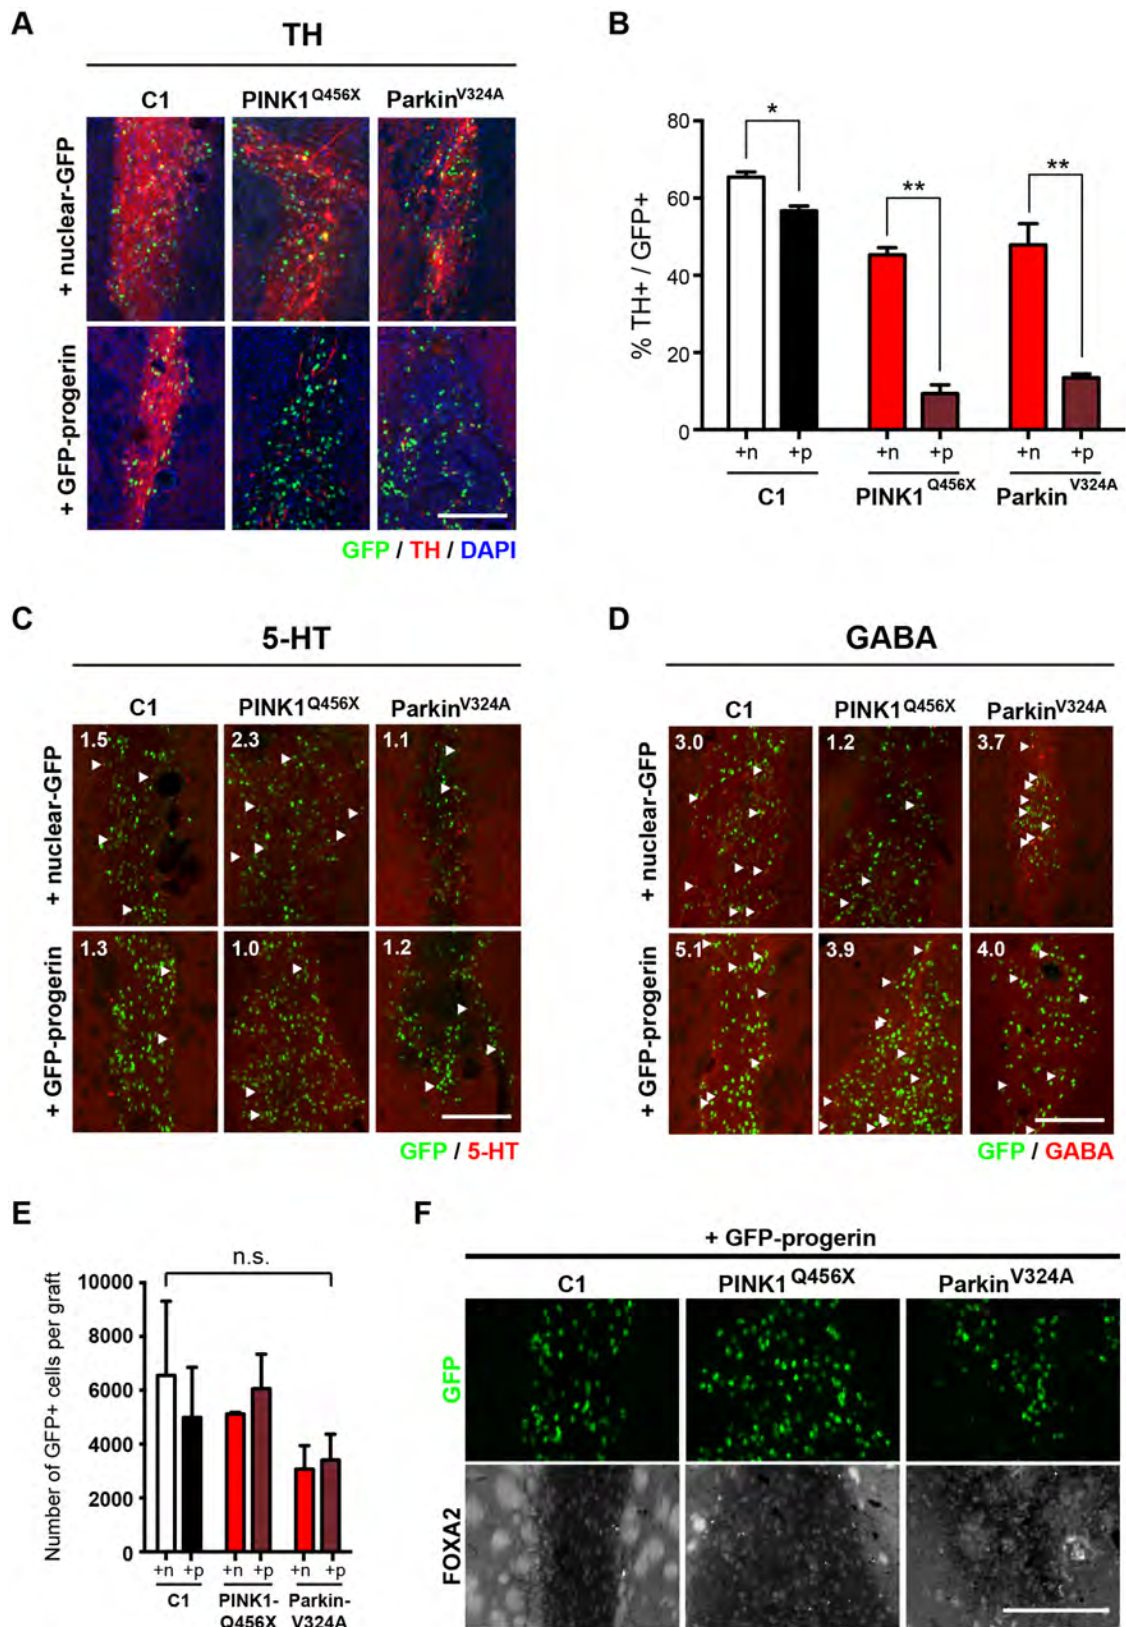 A
TH
C1 PINK1Q456X ParkinV324A
+ nuclear-GFP
+ GFP-progerin
GFP / TH / DAPI
B
% TH+ / GFP+
80
60
40
20
0
* ** **
+n +p +n +p +n +p
C1 PINK1Q456X ParkinV324A
C
5-HT
C1 PINK1Q456X ParkinV324A
+ nuclear-GFP
1.5 2.3 1.1
+ GFP-progerin
1.3 1.0 1.2
GFP / 5-HT
D
GABA
C1 PINK1Q456X ParkinV324A
+ nuclear-GFP
3.0 1.2 3.7
+ GFP-progerin
5.1 3.9 4.0
GFP / GABA
E
Number of GFP+ cells per graft
n.s.
10000
8000
6000
4000
2000
0
+n +p +n +p +n +p
C1 PINK1- Parkin-
Q456X V324A
F
+ GFP-progerin
C1 PINK1Q456X ParkinV324A
GFP
FOXA2